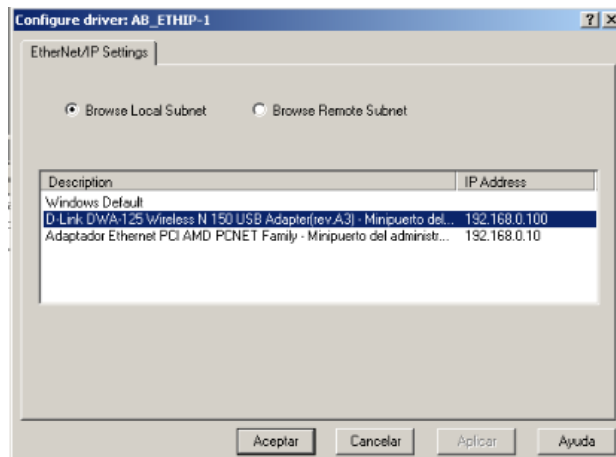 Configure driver: AB_ETHIP-1
EtherNet/IP Settings
Browse Local Subnet Browse Remote Subnet
Description IP Address
Windows Default
D-Link DWA-125 Wireless N 150 USB Adapter(rev.A3) - Minipuerto del... 192.168.0.100
Adaptador Ethernet PCI AMD PCNET Family - Minipuerto del administr... 192.168.0.10
Aceptar Cancelar Aplicar Ayuda